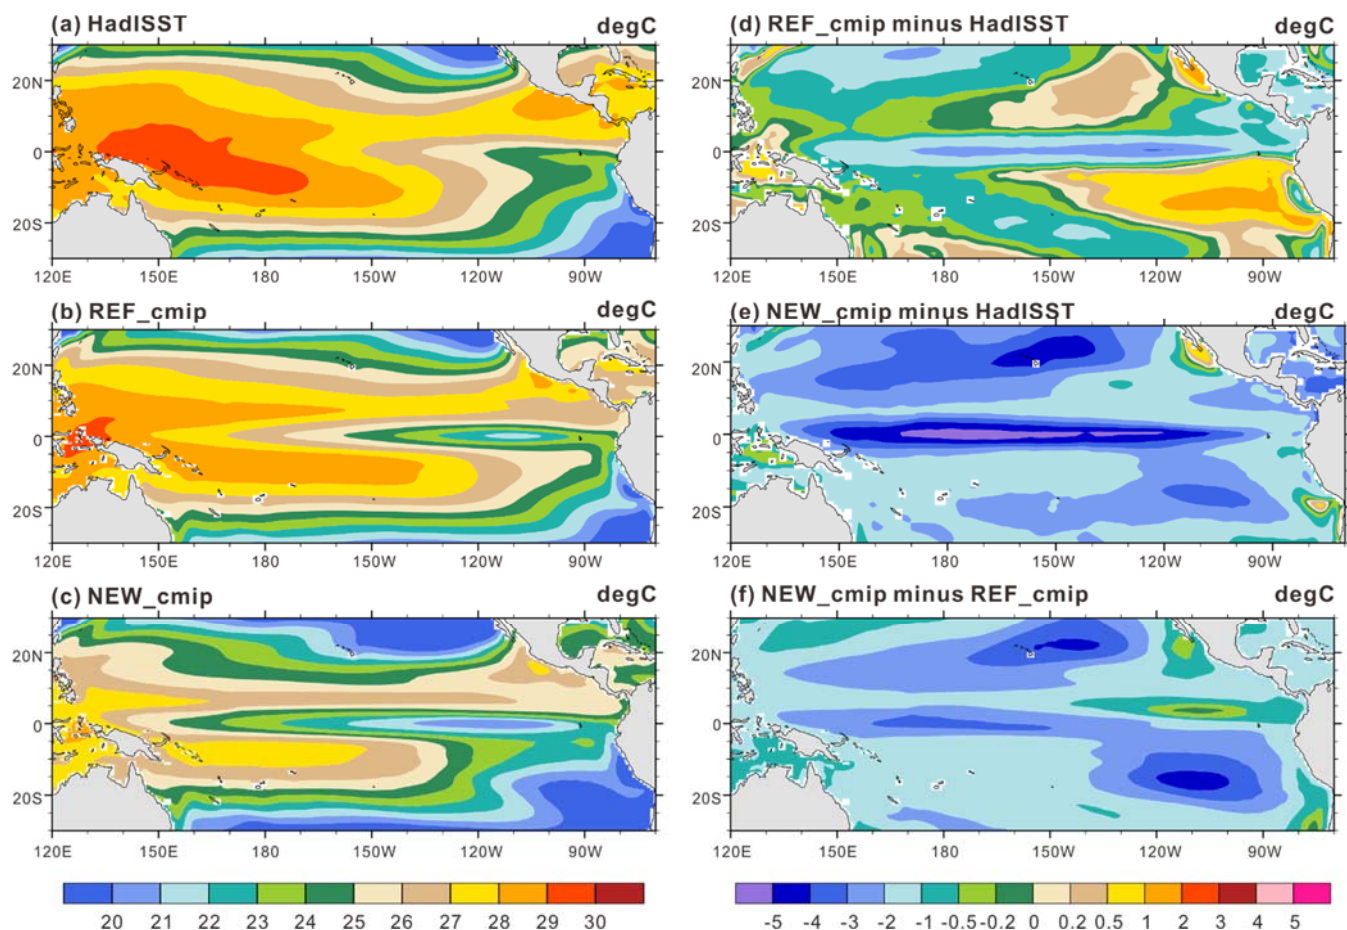 (a) HadISST degC
20N
0
20S
120E 150E 180 150W 120W 90W
(b) REF_cmip degC
20N
0
20S
120E 150E 180 150W 120W 90W
(c) NEW_cmip degC
20N
0
20S
120E 150E 180 150W 120W 90W
20 21 22 23 24 25 26 27 28 29 30
(d) REF_cmip minus HadISST degC
20N
0
20S
120E 150E 180 150W 120W 90W
(e) NEW_cmip minus HadISST degC
20N
0
20S
120E 150E 180 150W 120W 90W
(f) NEW_cmip minus REF_cmip degC
20N
0
20S
120E 150E 180 150W 120W 90W
-5 -4 -3 -2 -1 -0.5 -0.2 0 0.2 0.5 1 2 3 4 5